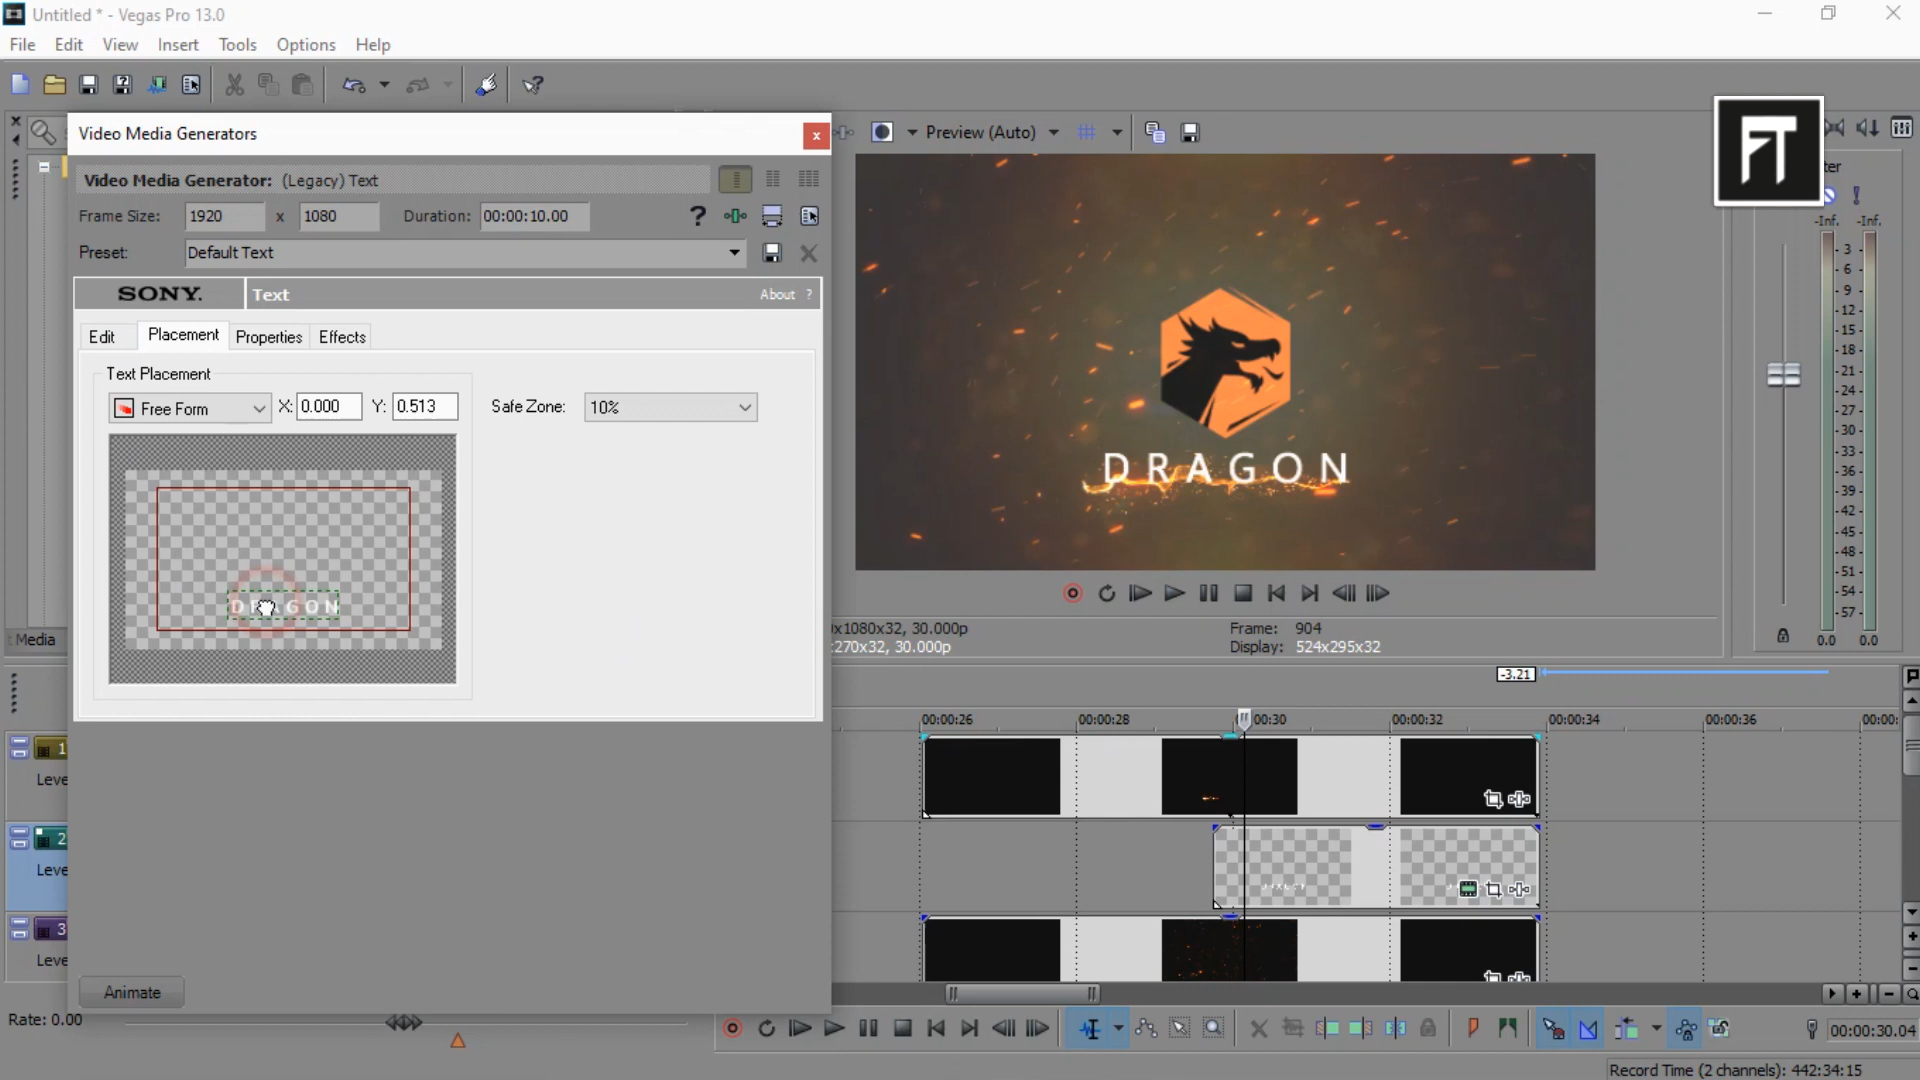 Untitled * - Vegas Pro 13.0
File Edit View Insert Tools Options Help
Video Media Generators
x
Preview (Auto)
FT
Video Media Generator: (Legacy) Text
Frame Size: 1920 x 1080 Duration: 00:00:10.00
?
Preset: Default Text
SONY. Text About ?
Edit Placement Properties Effects
Text Placement
Free Form X: 0.000 Y: 0.513 Safe Zone: 10%
DRAGON
DRAGON
ter
-Inf. -Inf.
- 3 -
- 6 -
- 9 -
-12-
-15-
-18-
-21-
-24-
-27-
-30-
-33-
-36-
-39-
-42-
-45-
-48-
-51-
-54-
-57-
0.0 0.0
t Media
x1080x32, 30.000p Frame: 904
270x32, 30.000p Display: 524x295x32
-3.21
00:00:26 00:00:28 00:30 00:00:32 00:00:34 00:00:36 00:00:
1
Leve
2
Leve
3
Leve
Animate
Rate: 0.00
00:00:30.04
Record Time (2 channels): 442:34:15